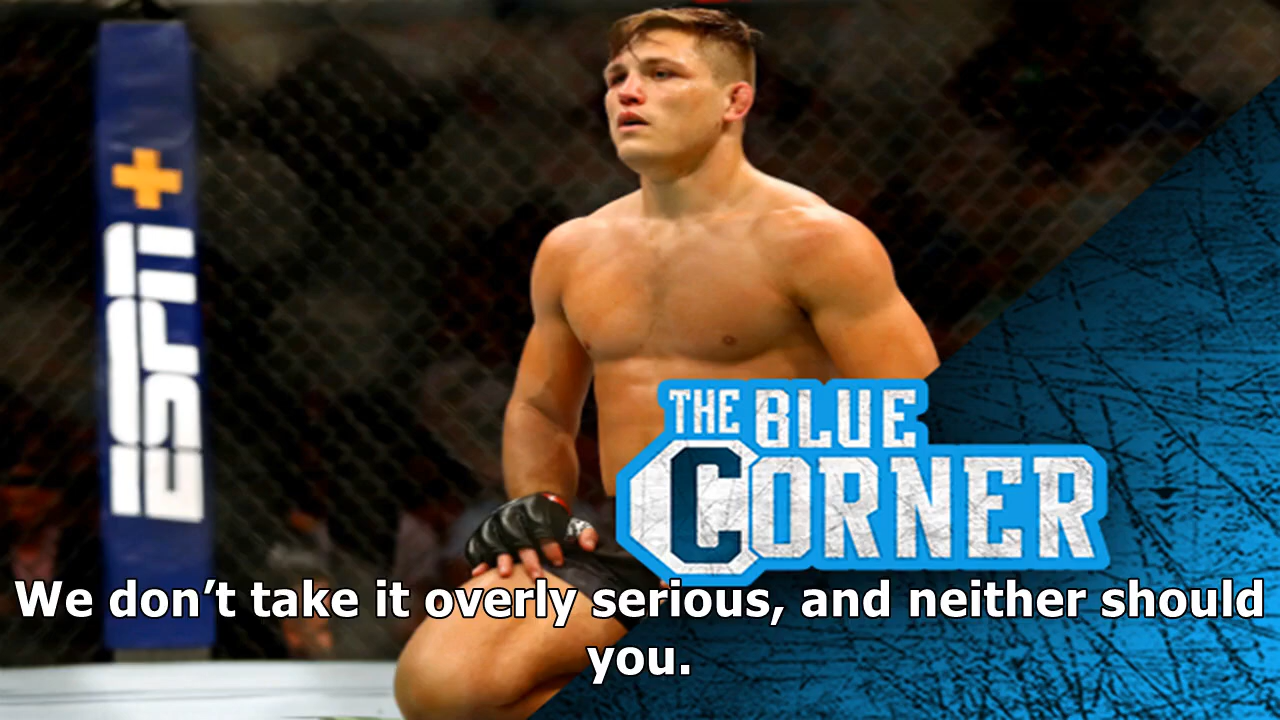 ESPN+
THE BLUE
CORNER
We don’t take it overly serious, and neither should
you.